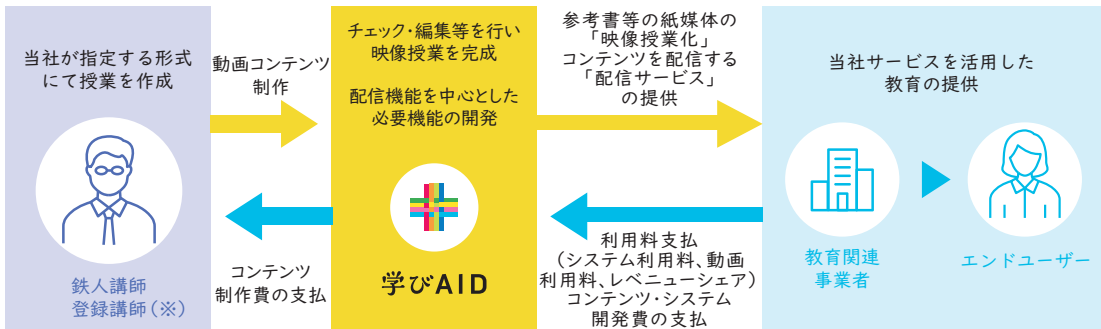 当社が指定する形式
にて授業を作成
鉄人講師
登録講師(※)
動画コンテンツ
制作
コンテンツ
制作費の支払
チェック・編集等を行い
映像授業を完成
配信機能を中心とした
必要機能の開発
学びAID
参考書等の紙媒体の
「映像授業化」
コンテンツを配信する
「配信サービス」
の提供
利用料支払
(システム利用料、動画
利用料、レベニューシェア)
コンテンツ・システム
開発費の支払
当社サービスを活用した
教育の提供
教育関連
事業者
エンドユーザー